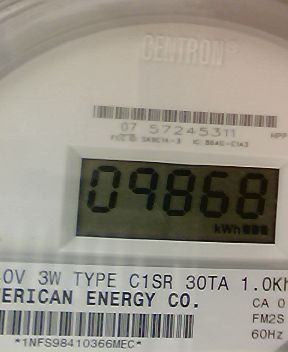 CENTRON®
07 57245311
09868
kWh
0V 3W TYPE C1SR 30TA 1.0Kh
ERICAN ENERGY CO.
CA 0
FM2S
60Hz
*1NFS98410366MEC*